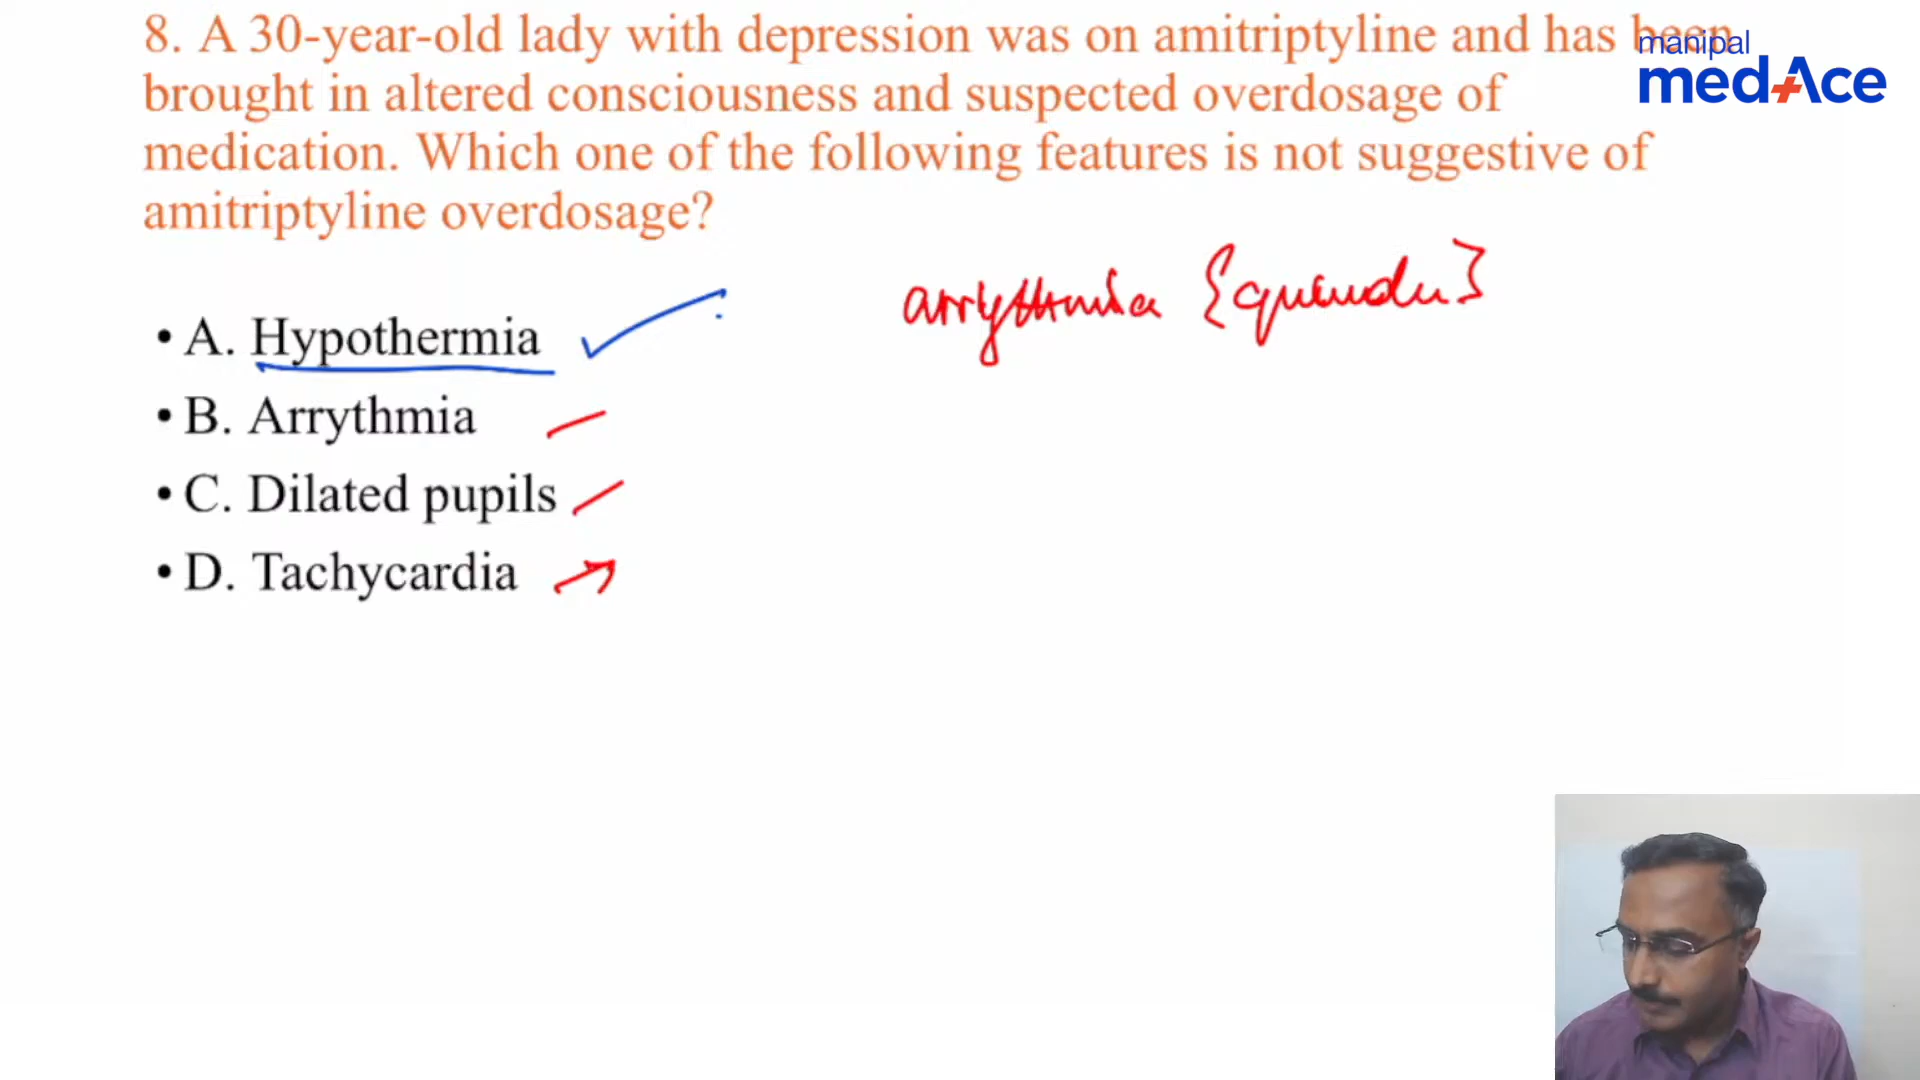 8. A 30-year-old lady with depression was on amitriptyline and has been
brought in altered consciousness and suspected overdosage of
medication. Which one of the following features is not suggestive of
amitriptyline overdosage?
• A. Hypothermia
• B. Arrythmia
• C. Dilated pupils
• D. Tachycardia
arrythmia
manipal
medAce